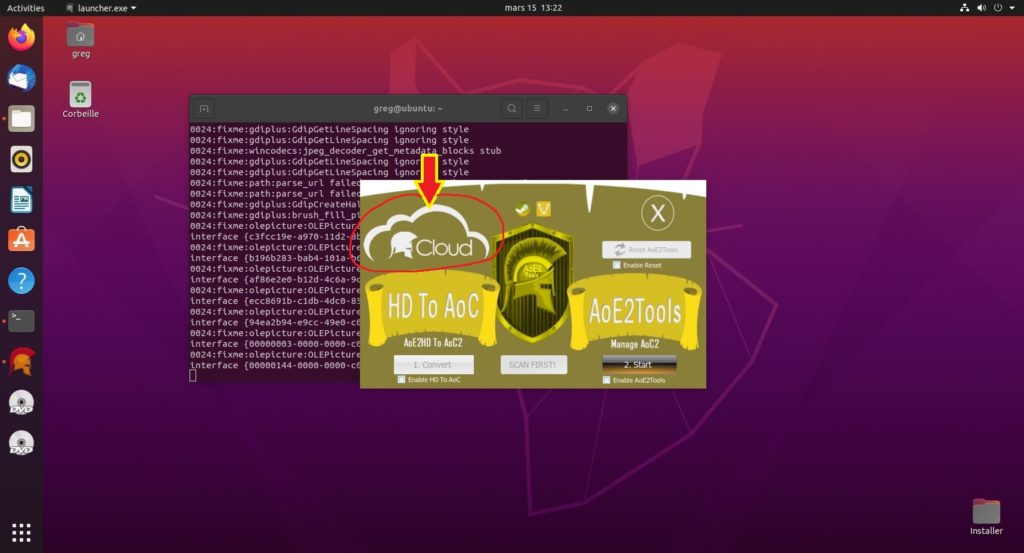 Activities
launcher.exe
mars 15 13:22
greg
Corbeille
greg@ubuntu: ~
0024:fixme:gdiplus:GdipGetLineSpacing ignoring style
0024:fixme:gdiplus:GdipGetLineSpacing ignoring style
0024:fixme:wincodecs:jpeg_decoder_get_metadata_blocks stub
0024:fixme:gdiplus:GdipGetLineSpacing ignoring style
0024:fixme:gdiplus:GdipGetLineSpacing ignoring style
0024:fixme:path:parse_url failed
0024:fixme:path:parse_url failed
0024:fixme:gdiplus:GdipCreateHal
0024:fixme:gdiplus:brush_fill_pi
0024:fixme:olepicture:OLEPicture
interface {c3fcc19e-a970-11d2-8b
0024:fixme:olepicture:OLEPicture
interface {b196b283-bab4-101a-b6
0024:fixme:olepicture:OLEPicture
interface {af86e2e0-b12d-4c6a-9c
0024:fixme:olepicture:OLEPicture
interface {ecc8691b-c1db-4dc0-85
0024:fixme:olepicture:OLEPicture
interface {94ea2b94-e9cc-49e0-c0
0024:fixme:olepicture:OLEPicture
interface {00000003-0000-0000-c0
0024:fixme:olepicture:OLEPicture
interface {00000144-0000-0000-c0
Cloud
X
Reset AoE2Tools
Enable Reset
AoE2
Tools
HD To AoC
AoE2Tools
AoE2HD To AoC2
Manage AoC2
1. Convert
SCAN FIRST!
2. Start
Enable HD To AoC
Enable AoE2Tools
DVD
DVD
Installer